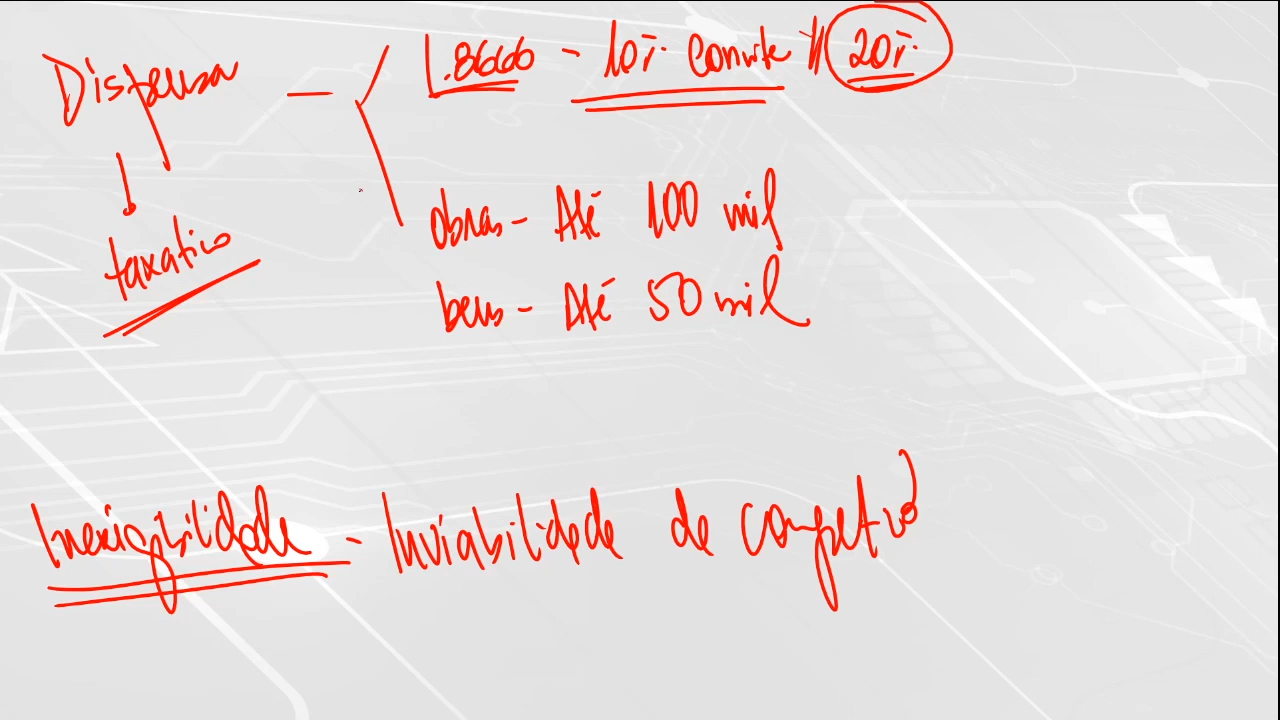 Dispensa - L.8666 - 10% convite // 20%
taxativo
obras - Até 100 mil
bens - Até 50 mil
Inexigibilidade - Inviabilidade de competição